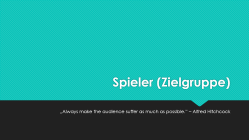 Spieler (Zielgruppe)
„Always make the audience suffer as much as possible.“ – Alfred Hitchcock